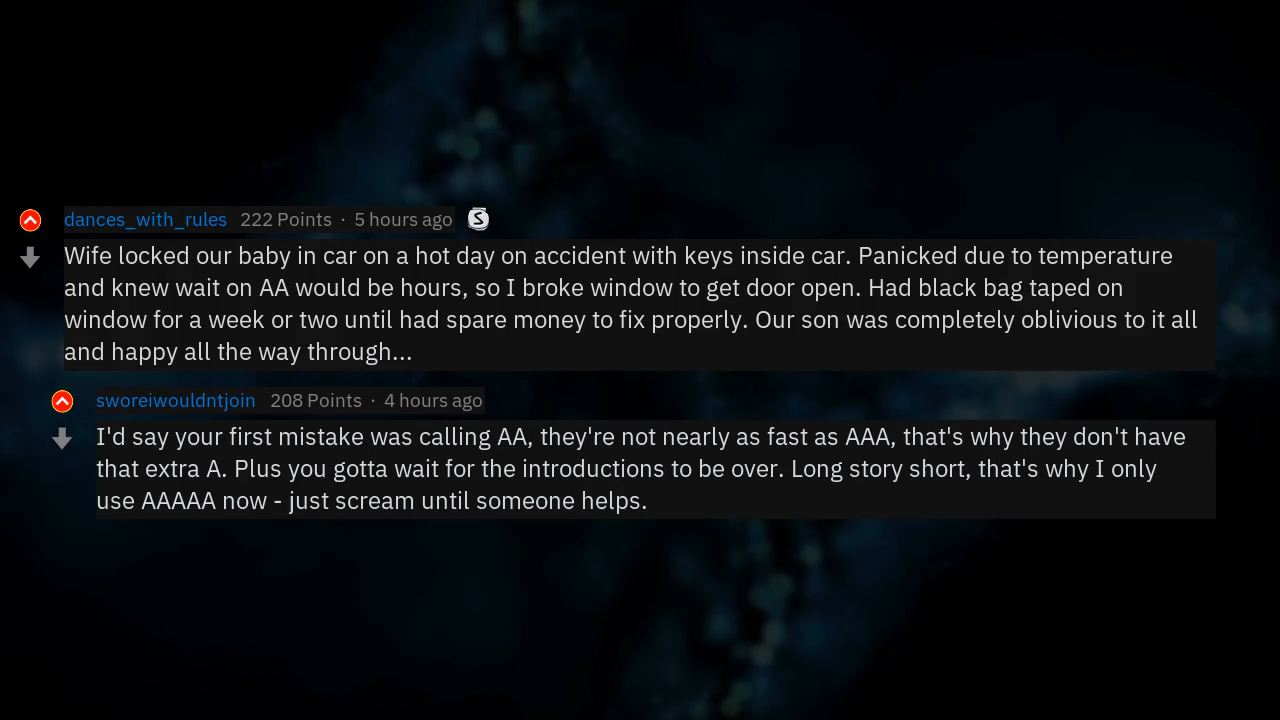 dances_with_rules 222 Points · 5 hours ago
Wife locked our baby in car on a hot day on accident with keys inside car. Panicked due to temperature
and knew wait on AA would be hours, so I broke window to get door open. Had black bag taped on
window for a week or two until had spare money to fix properly. Our son was completely oblivious to it all
and happy all the way through...
sworeiwouldntjoin 208 Points · 4 hours ago
I'd say your first mistake was calling AA, they're not nearly as fast as AAA, that's why they don't have
that extra A. Plus you gotta wait for the introductions to be over. Long story short, that's why I only
use AAAAA now - just scream until someone helps.